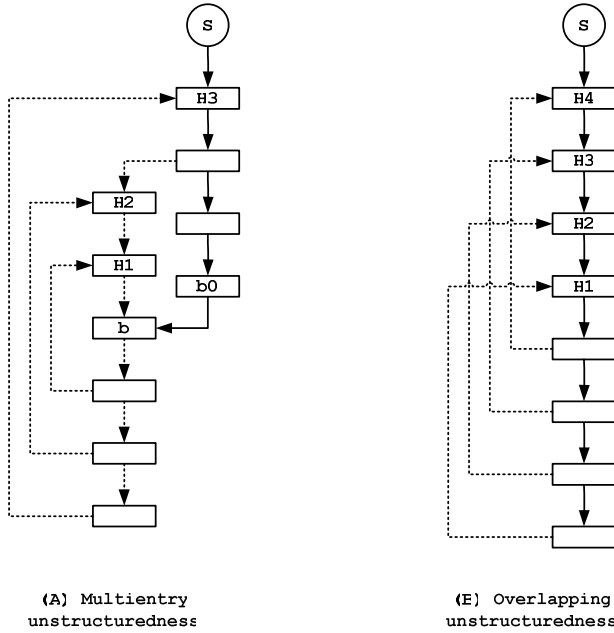 S
H3
H2
H1
b0
b
(A) Multientry
unstructuredness
S
H4
H3
H2
H1
(E) Overlapping
unstructuredness